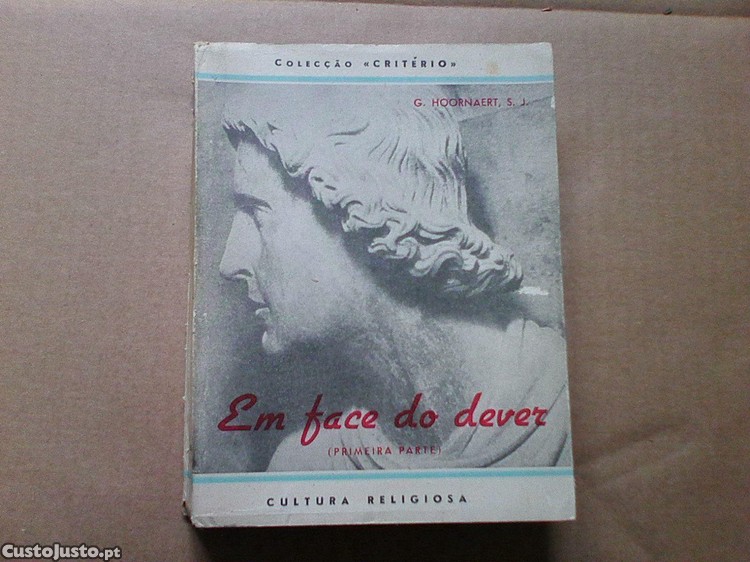 COLECÇÃO «CRITÉRIO»
G. HOORNAERT, S. J.
Em face do dever
(PRIMEIRA PARTE)
CULTURA RELIGIOSA
CustoJusto.pt